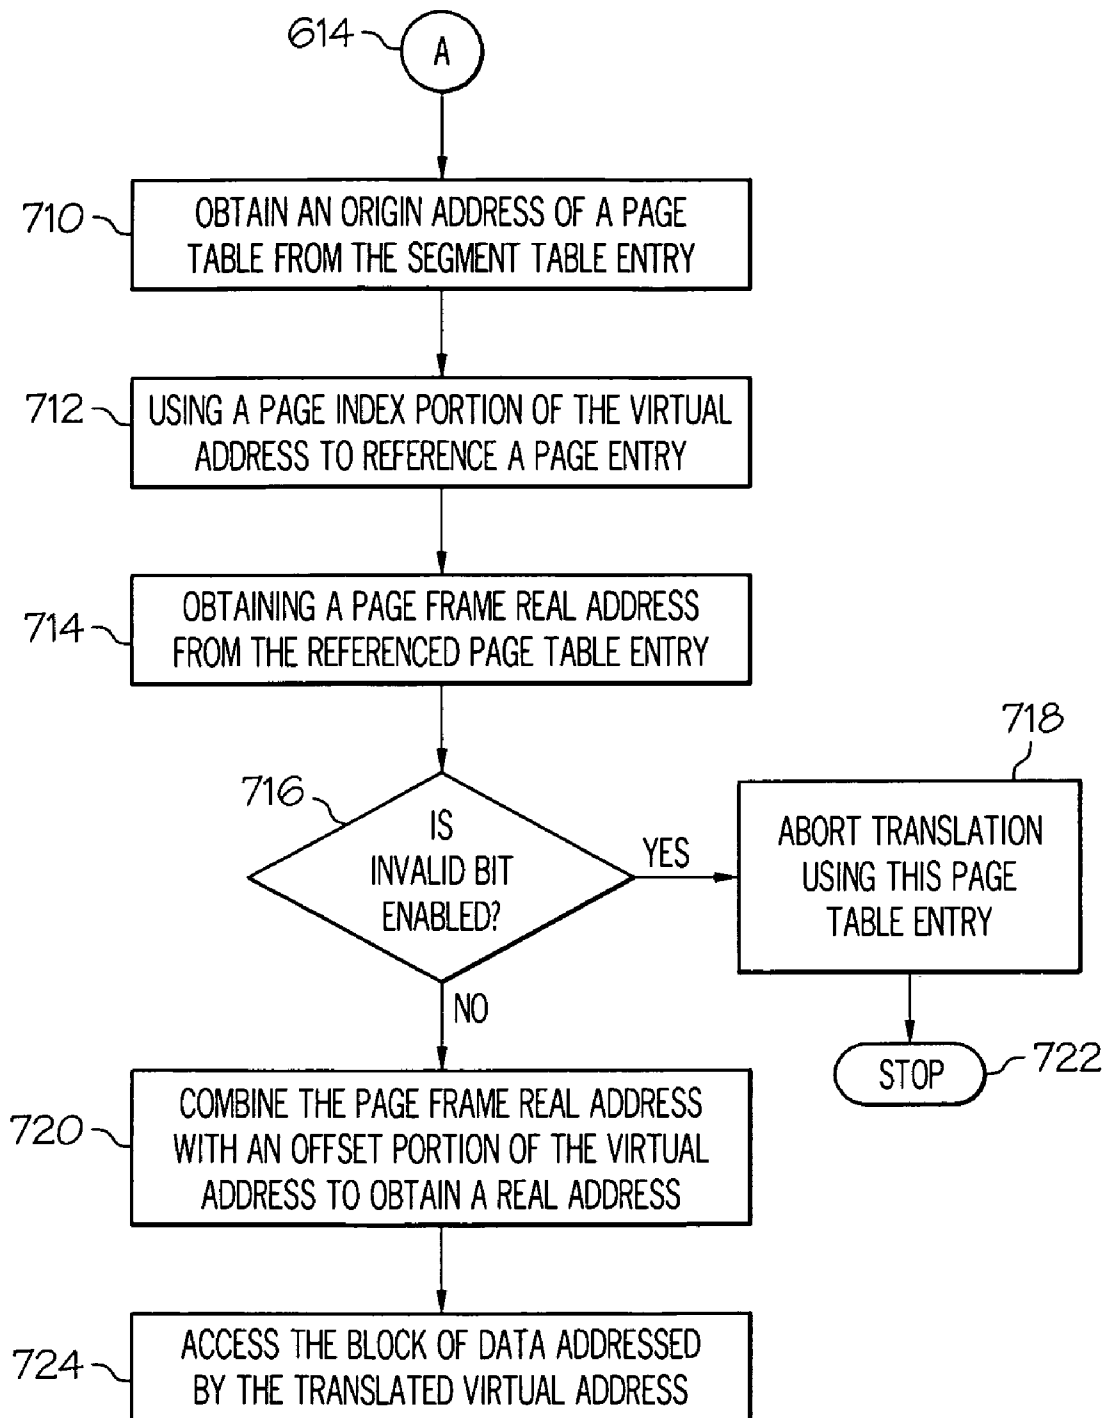 614
A
710
OBTAIN AN ORIGIN ADDRESS OF A PAGE
TABLE FROM THE SEGMENT TABLE ENTRY
712
USING A PAGE INDEX PORTION OF THE VIRTUAL
ADDRESS TO REFERENCE A PAGE ENTRY
714
OBTAINING A PAGE FRAME REAL ADDRESS
FROM THE REFERENCED PAGE TABLE ENTRY
716
IS
INVALID BIT
ENABLED?
YES
718
ABORT TRANSLATION
USING THIS PAGE
TABLE ENTRY
NO
STOP
722
720
COMBINE THE PAGE FRAME REAL ADDRESS
WITH AN OFFSET PORTION OF THE VIRTUAL
ADDRESS TO OBTAIN A REAL ADDRESS
724
ACCESS THE BLOCK OF DATA ADDRESSED
BY THE TRANSLATED VIRTUAL ADDRESS